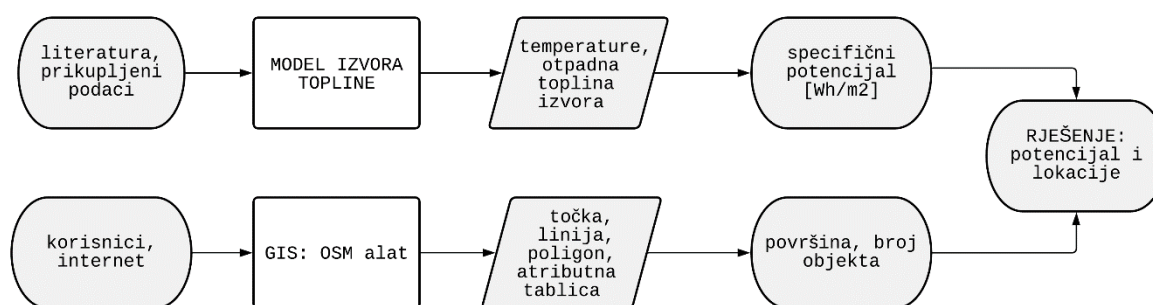 literatura,
prikupljeni
podaci
MODEL IZVORA
TOPLINE
temperature,
otpadna
toplina
izvora
specifični
potencijal
[Wh/m2]
RJEŠENJE:
potencijal i
lokacije
korisnici,
internet
GIS: OSM alat
točka,
linija,
poligon,
atributna
tablica
površina, broj
objekta